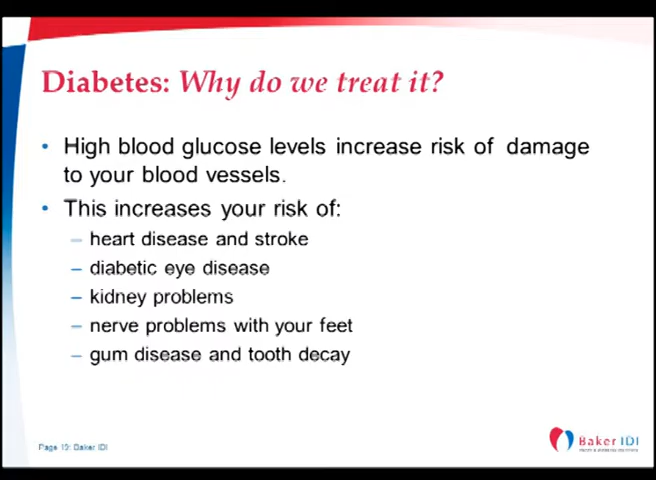 Diabetes: Why do we treat it?
• High blood glucose levels increase risk of damage
to your blood vessels.
• This increases your risk of:
– heart disease and stroke
– diabetic eye disease
– kidney problems
– nerve problems with your feet
– gum disease and tooth decay
Baker IDI
Baker IDI